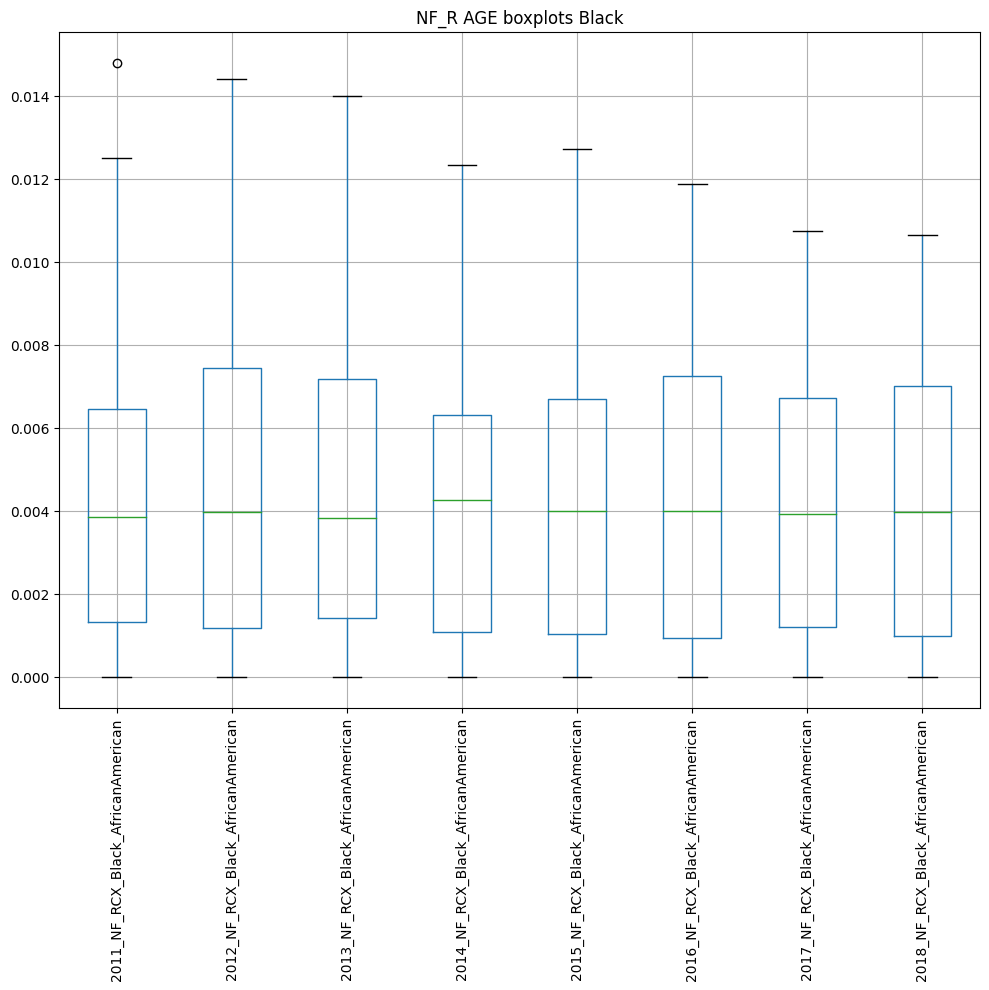 NF_R AGE boxplots Black
0.014
0.012
0.010
0.008
0.006
0.004
0.002
0.000
2011_NF_RCX_Black_AfricanAmerican
2012_NF_RCX_Black_AfricanAmerican
2013_NF_RCX_Black_AfricanAmerican
2014_NF_RCX_Black_AfricanAmerican
2015_NF_RCX_Black_AfricanAmerican
2016_NF_RCX_Black_AfricanAmerican
2017_NF_RCX_Black_AfricanAmerican
2018_NF_RCX_Black_AfricanAmerican